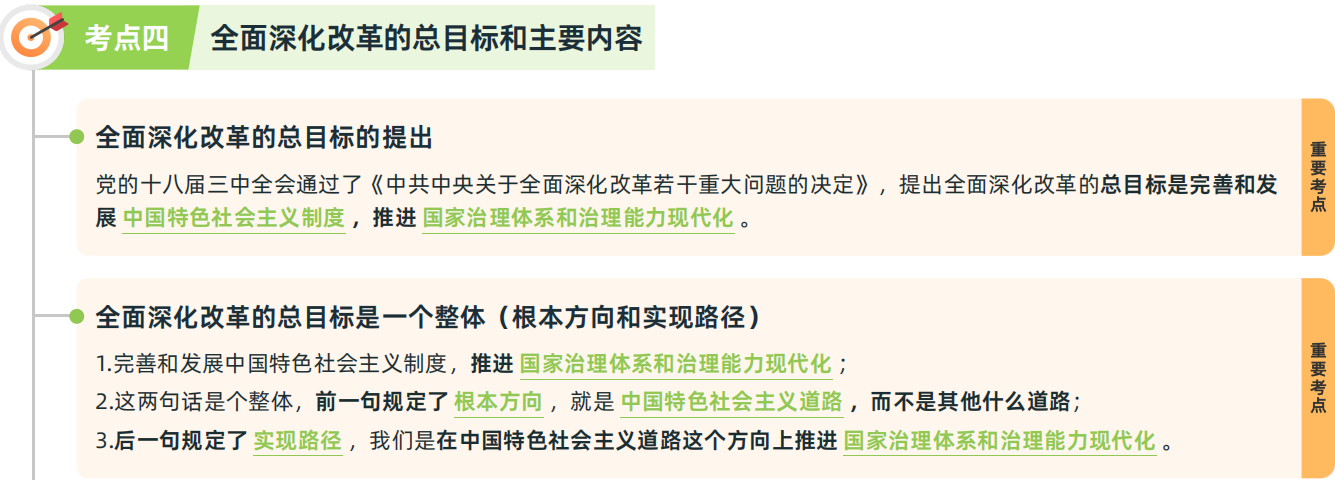 考点四 全面深化改革的总目标和主要内容
全面深化改革的总目标的提出
党的十八届三中全会通过了《中共中央关于全面深化改革若干重大问题的决定》，提出全面深化改革的总目标是完善和发
展 中国特色社会主义制度 ，推进 国家治理体系和治理能力现代化 。
重要考点
全面深化改革的总目标是一个整体（根本方向和实现路径）
1.完善和发展中国特色社会主义制度，推进 国家治理体系和治理能力现代化 ；
2.这两句话是个整体，前一句规定了 根本方向 ，就是 中国特色社会主义道路 ，而不是其他什么道路；
3.后一句规定了 实现路径 ，我们是在中国特色社会主义道路这个方向上推进 国家治理体系和治理能力现代化 。
重要考点